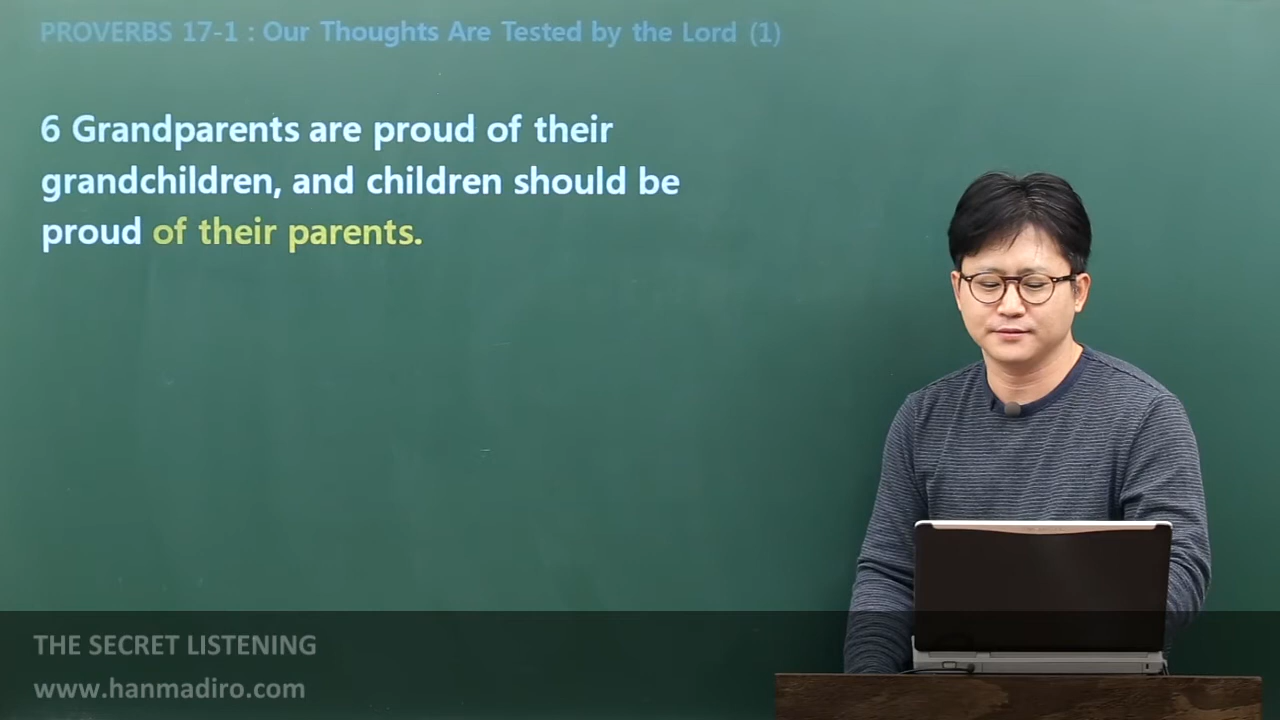 PROVERBS 17-1 : Our Thoughts Are Tested by the Lord (1)
6 Grandparents are proud of their
grandchildren, and children should be
proud of their parents.
THE SECRET LISTENING
www.hanmadiro.com